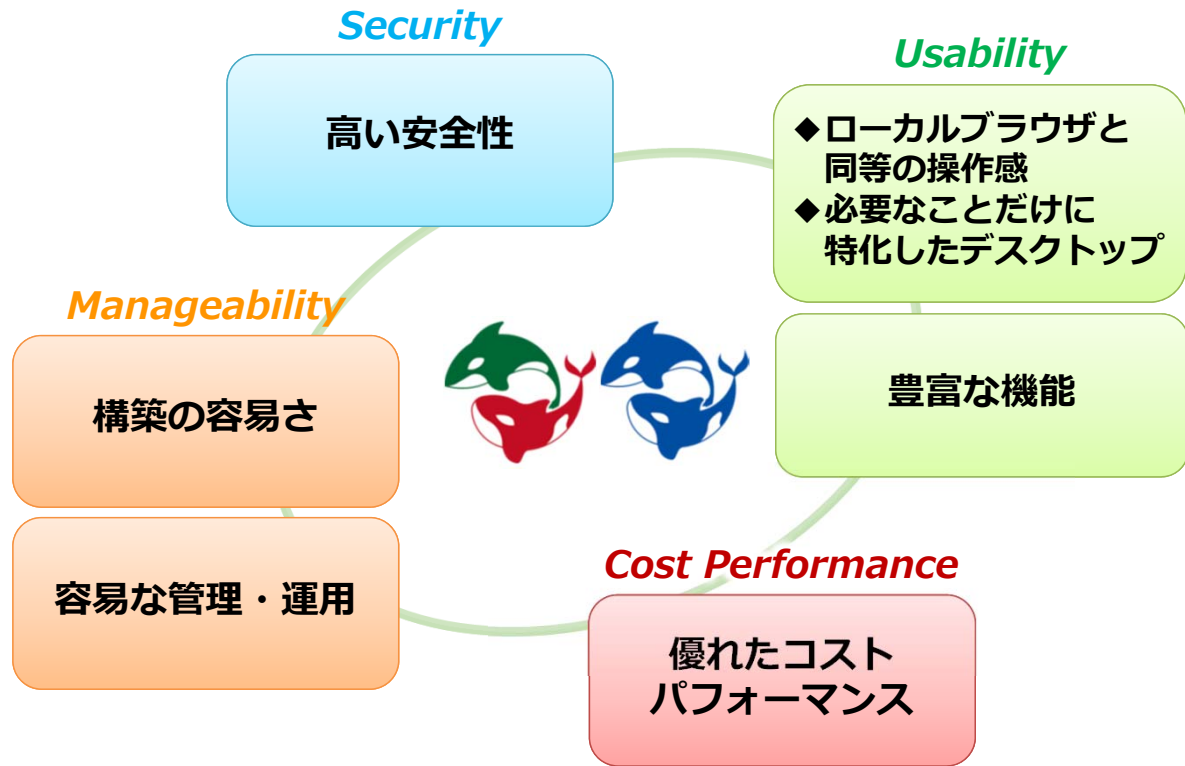 Security
高い安全性
Usability
◆ローカルブラウザと
同等の操作感
◆必要なことだけに
特化したデスクトップ
豊富な機能
Manageability
構築の容易さ
容易な管理・運用
Cost Performance
優れたコスト
パフォーマンス